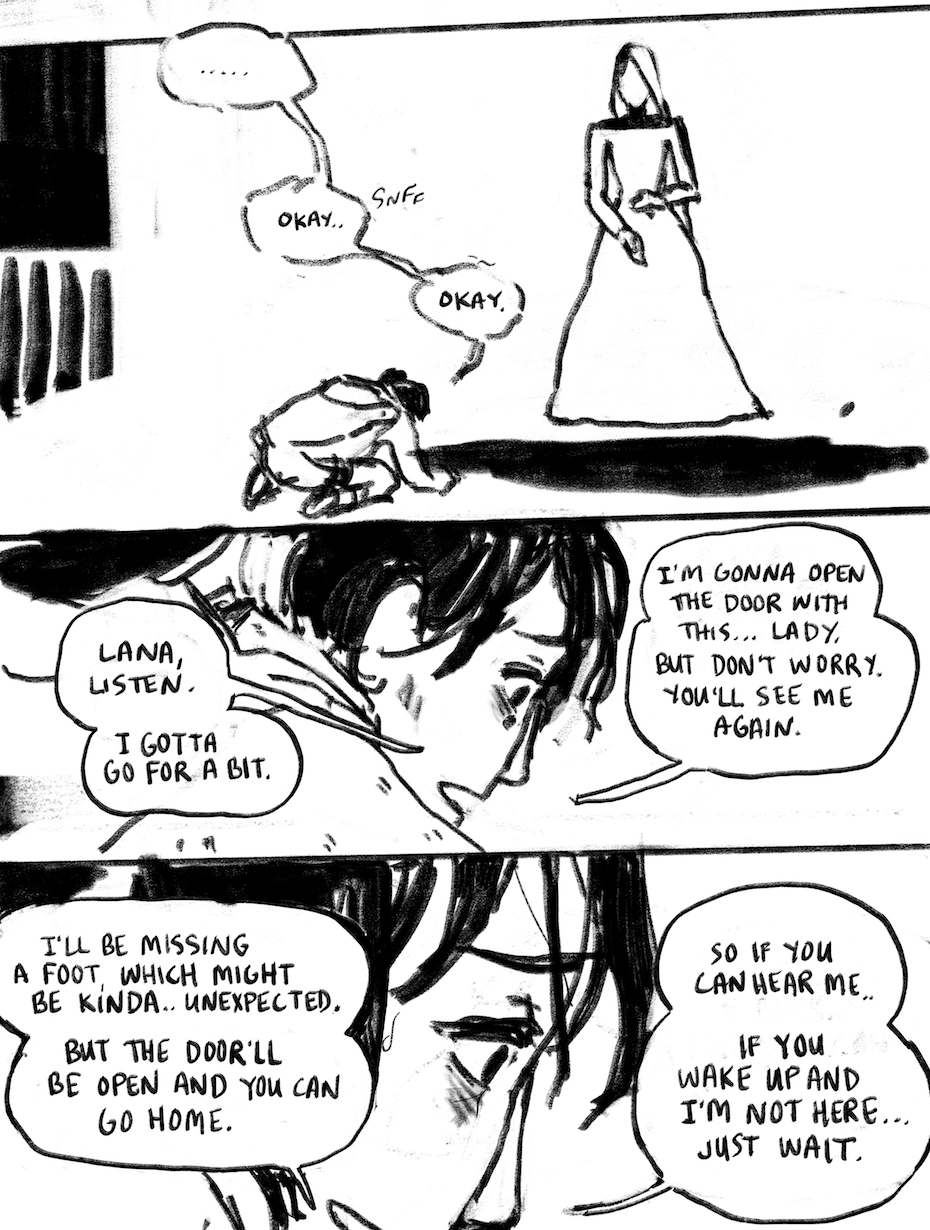 .....
OKAY..
SNFF
OKAY.
LANA,
LISTEN.
I GOTTA
GO FOR A BIT.
I'M GONNA OPEN
THE DOOR WITH
THIS... LADY.
BUT DON'T WORRY.
YOU'LL SEE ME
AGAIN.
I'LL BE MISSING
A FOOT, WHICH MIGHT
BE KINDA.. UNEXPECTED.
BUT THE DOOR'LL
BE OPEN AND YOU CAN
GO HOME.
SO IF YOU
CAN HEAR ME..
IF YOU
WAKE UP AND
I'M NOT HERE...
JUST WAIT.